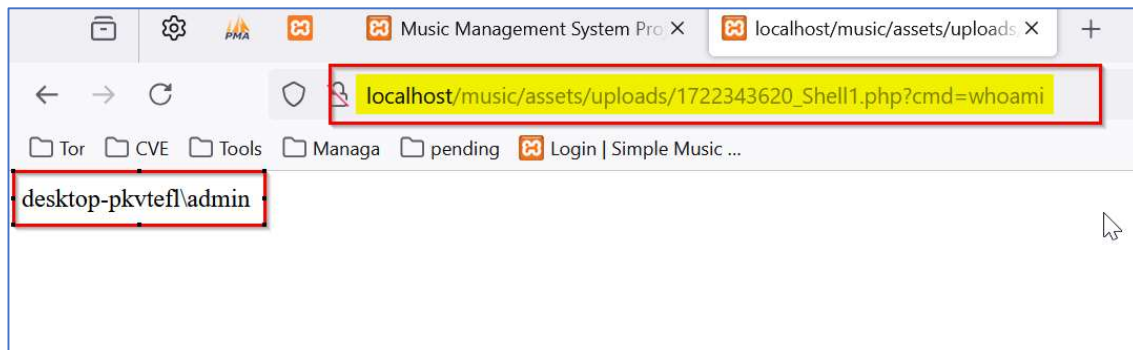 PMA
Music Management System Pro
localhost/music/assets/uploads
localhost/music/assets/uploads/1722343620_Shell1.php?cmd=whoami
Tor CVE Tools Managa pending Login | Simple Music ...
desktop-pkvtefl\admin